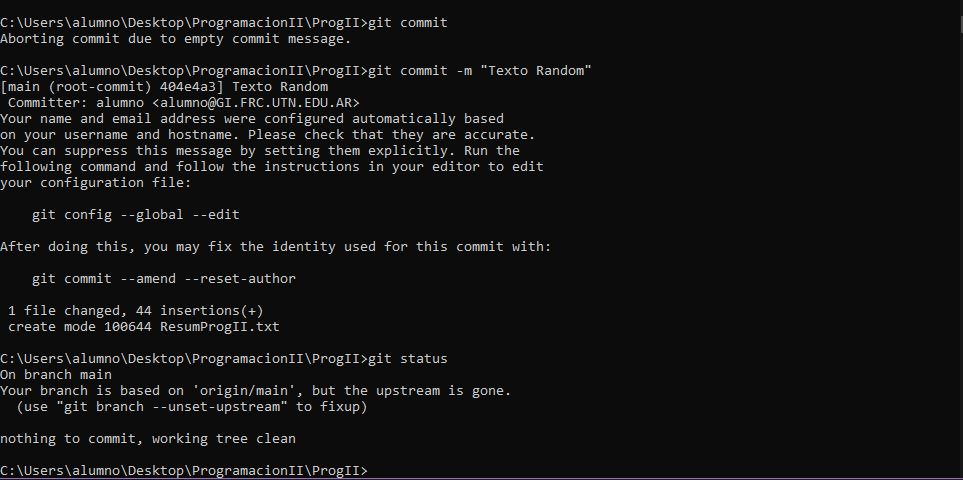 C:\Users\alumno\Desktop\ProgramacionII\ProgII>git commit
Aborting commit due to empty commit message.
C:\Users\alumno\Desktop\ProgramacionII\ProgII>git commit -m "Texto Random"
[main (root-commit) 404e4a3] Texto Random
 Committer: alumno <alumno@GI.FRC.UTN.EDU.AR>
Your name and email address were configured automatically based
on your username and hostname. Please check that they are accurate.
You can suppress this message by setting them explicitly. Run the
following command and follow the instructions in your editor to edit
your configuration file:
    git config --global --edit
After doing this, you may fix the identity used for this commit with:
    git commit --amend --reset-author
 1 file changed, 44 insertions(+)
 create mode 100644 ResumProgII.txt
C:\Users\alumno\Desktop\ProgramacionII\ProgII>git status
On branch main
Your branch is based on 'origin/main', but the upstream is gone.
  (use "git branch --unset-upstream" to fixup)
nothing to commit, working tree clean
C:\Users\alumno\Desktop\ProgramacionII\ProgII>